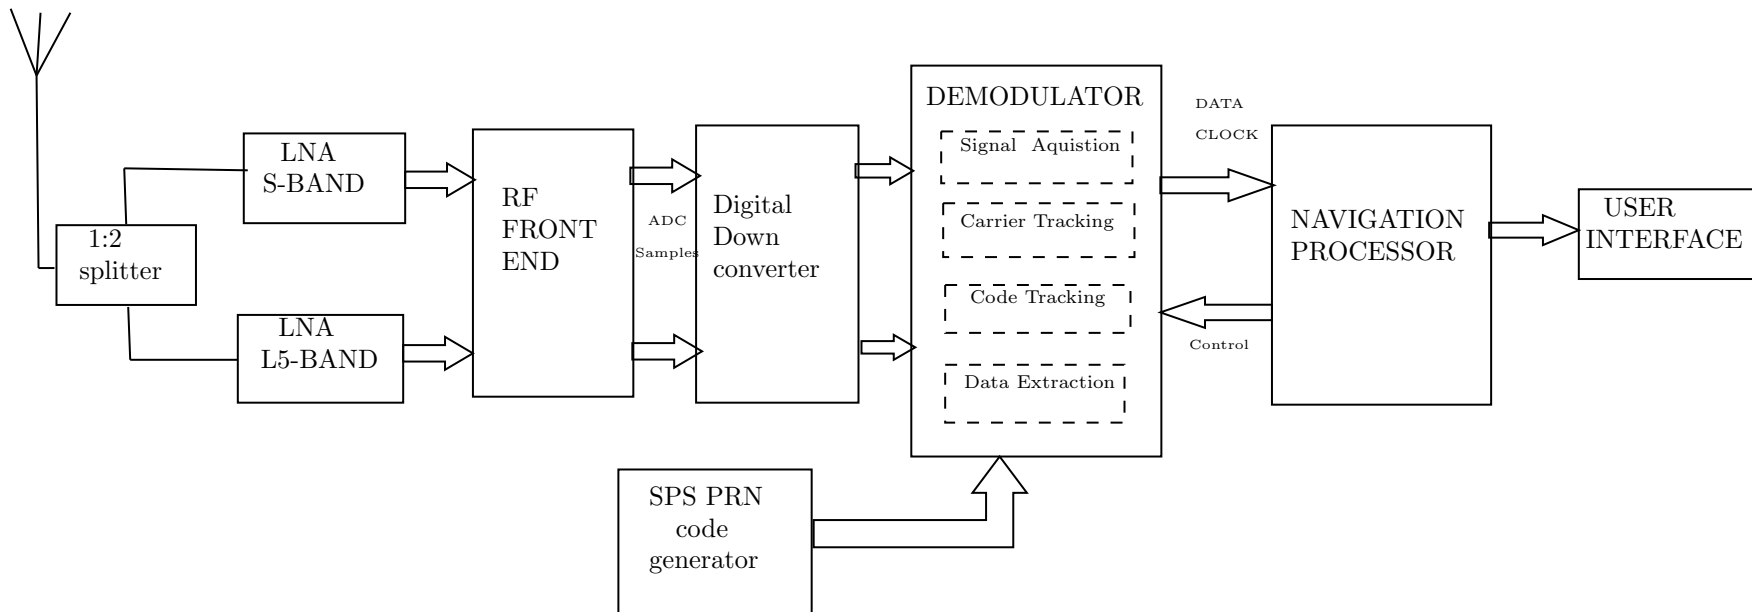 1:2
splitter
LNA
S-BAND
LNA
L5-BAND
RF
FRONT
END
ADC
Samples
Digital
Down
converter
DEMODULATOR
Signal Aquistion
Carrier Tracking
Code Tracking
Data Extraction
SPS PRN
code
generator
DATA
CLOCK
Control
NAVIGATION
PROCESSOR
USER
INTERFACE